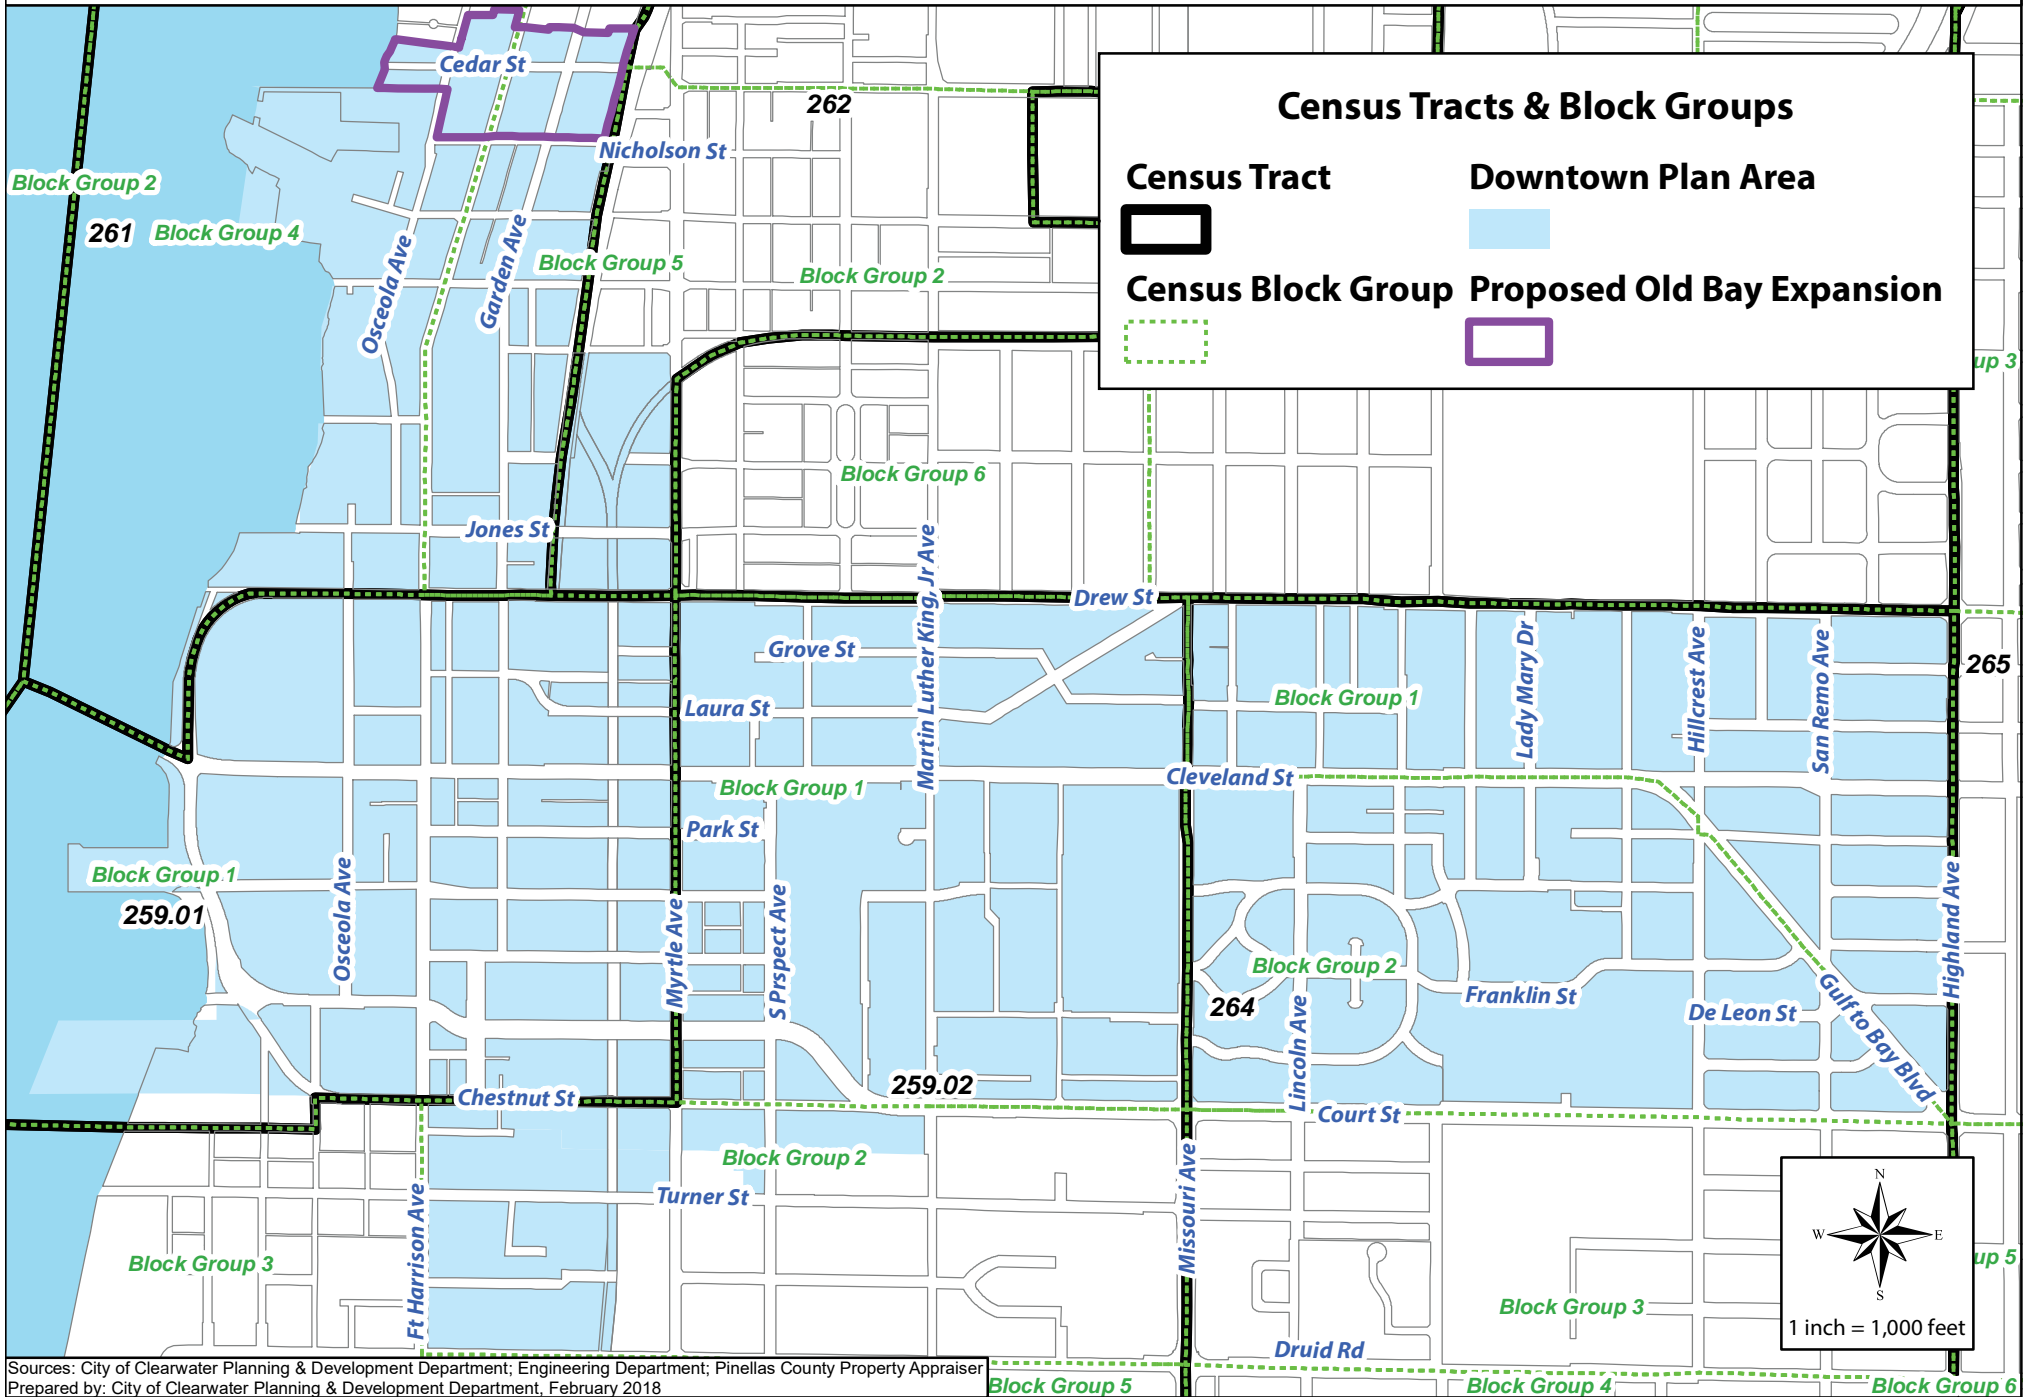 Census Tracts & Block Groups
Census Tract
Downtown Plan Area
Census Block Group
Proposed Old Bay Expansion
Cedar St
262
Nicholson St
Block Group 2
261
Block Group 4
Osceola Ave
Garden Ave
Block Group 5
Block Group 2
up 3
Block Group 6
Jones St
Martin Luther King, Jr Ave
Drew St
Grove St
Laura St
Block Group 1
Lady Mary Dr
Hillcrest Ave
San Remo Ave
265
Cleveland St
Block Group 1
Park St
Block Group 1
259.01
Osceola Ave
Myrtle Ave
S Prspect Ave
Block Group 2
264
Lincoln Ave
Franklin St
De Leon St
Gulf to Bay Blvd
Highland Ave
Chestnut St
259.02
Court St
Block Group 2
Turner St
Missouri Ave
Ft Harrison Ave
Block Group 3
Block Group 3
up 5
N
W
E
S
1 inch = 1,000 feet
Druid Rd
Block Group 5
Block Group 4
Block Group 6
Sources: City of Clearwater Planning & Development Department; Engineering Department; Pinellas County Property Appraiser
Prepared by: City of Clearwater Planning & Development Department, February 2018